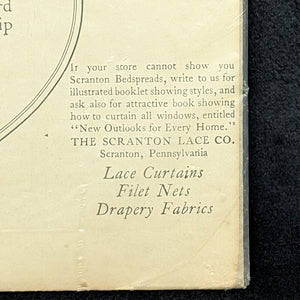 rd
ip
If your store cannot show you
Scranton Bedspreads, write to us for
illustrated booklet showing styles, and
ask also for attractive book showing
how to curtain all windows, entitled
"New Outlooks for Every Home."
THE SCRANTON LACE CO.
Scranton, Pennsylvania
Lace Curtains
Filet Nets
Drapery Fabrics